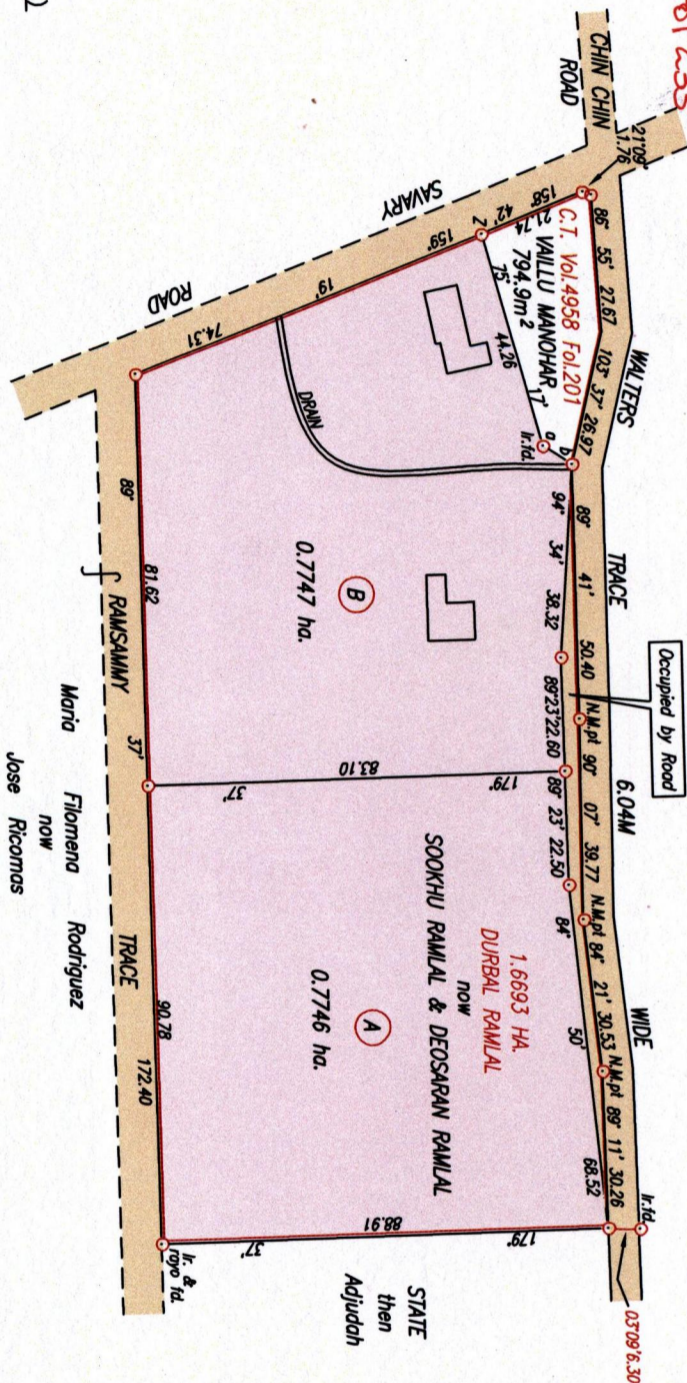 CHIN CHIN
ROAD
21°09'
1.76
86° 55' 27.67
103° 37' 26.97
WALTERS TRACE 6.04M WIDE
Occupied by Road
SAVARY ROAD
158° 42' 21.74
C.T. Vol.4958 Fol.201
VAILLU MANOHAR
794.9m²
z
75° 44.26 17'
a
b
Ir.fd.
89° 41' 50.40 N.M.pt
90° 07' 39.77 N.M.pt
84° 21' 30.53 N.M.pt
89° 11' 30.26
Ir.fd.
03°09'6.30
94° 34' 38.32
89°23'22.60
89° 23' 22.50
84° 50' 68.52
159° 19' 74.31
DRAIN
B
0.7747 ha.
179° 83.10 37'
1.6693 HA.
DURBAL RAMLAL
now
SOOKHU RAMLAL & DEOSARAN RAMLAL
A
0.7746 ha.
179° 88.91 37'
STATE
then
Adjudah
89° 81.62 37'
90.78
172.40
Ir. &
rayo fd.
RAMSAMMY TRACE
Maria Filomena Rodriguez
now
Jose Ricomas